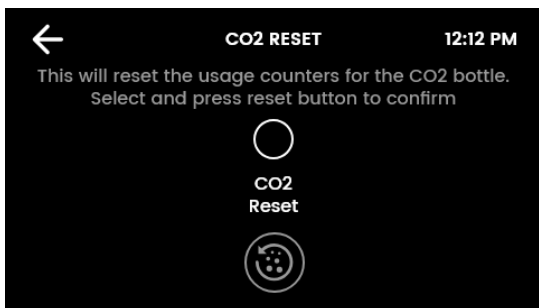 CO2 RESET
12:12 PM
This will reset the usage counters for the CO2 bottle.
Select and press reset button to confirm
CO2
Reset